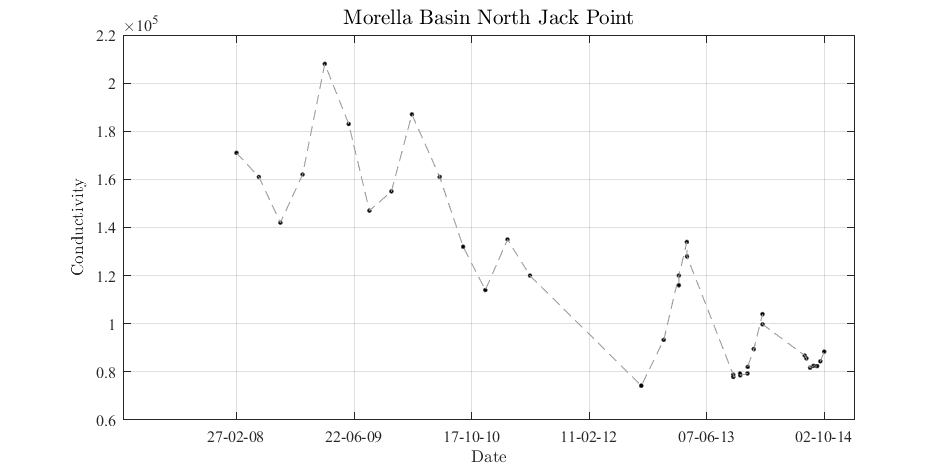 Morella Basin North Jack Point
×10⁵
2.2
2
1.8
1.6
1.4
1.2
1
0.8
0.6
Conductivity
27-02-08 22-06-09 17-10-10 11-02-12 07-06-13 02-10-14
Date